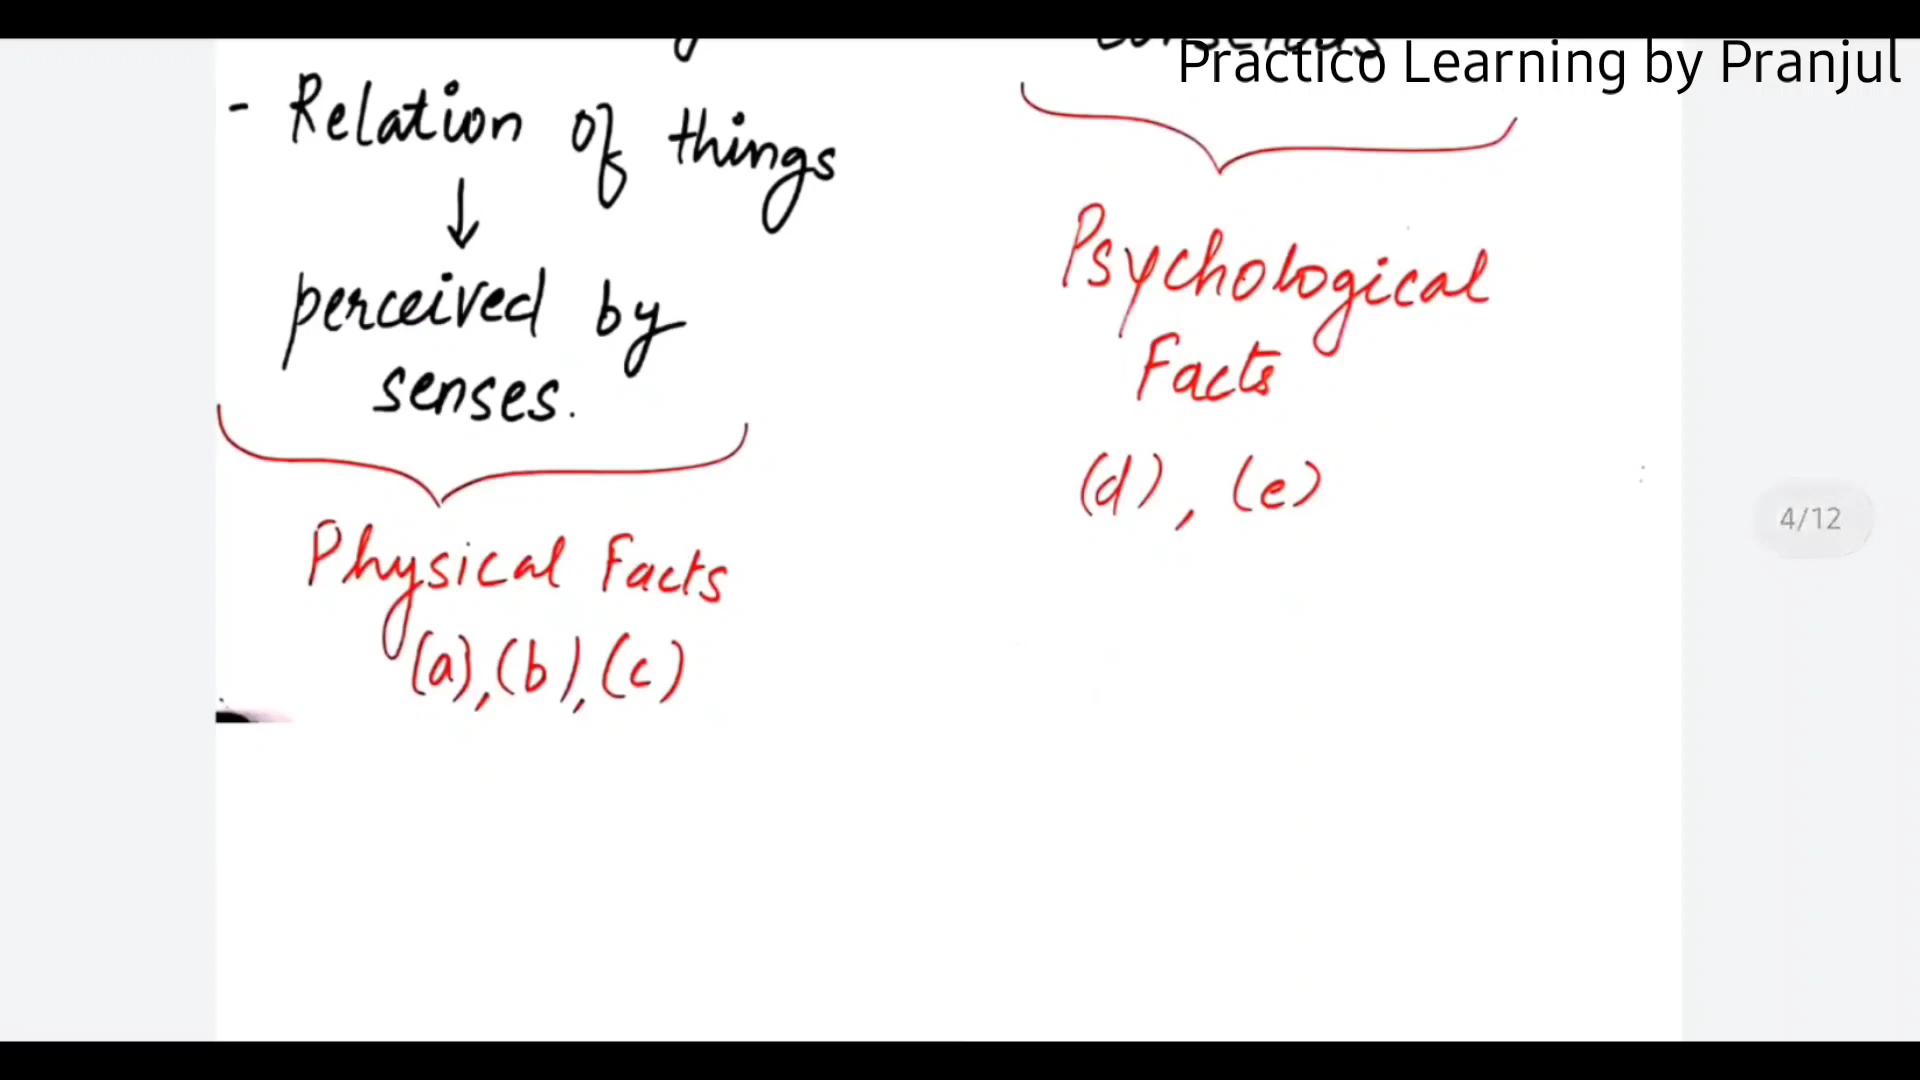 Practico Learning by Pranjul
- Relation of things
↓
perceived by
senses.
Physical Facts
(a), (b), (c)
Psychological
Facts
(d), (e)
4/12